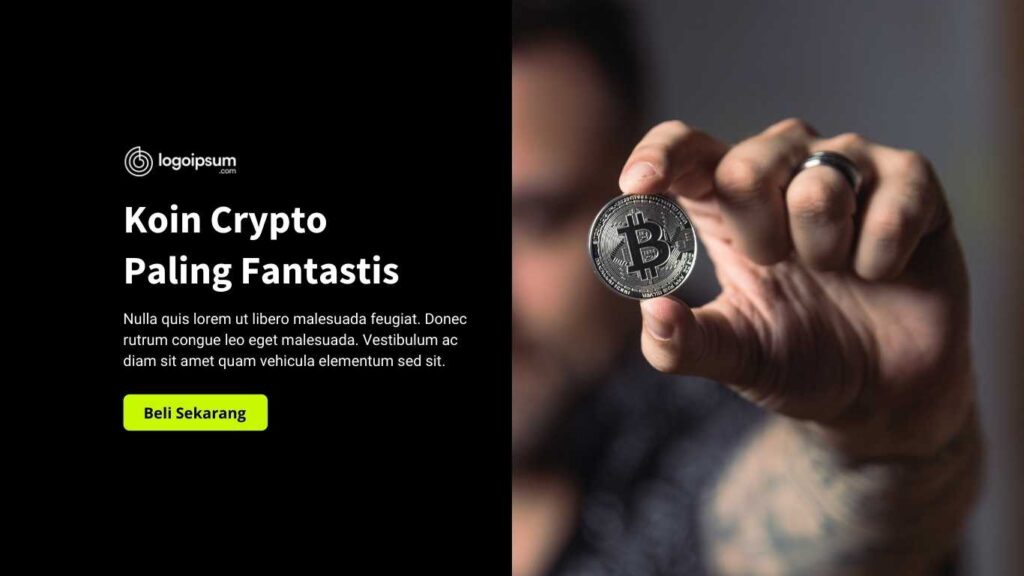 logoipsum
.com
Koin Crypto
Paling Fantastis
Nulla quis lorem ut libero malesuada feugiat. Donec
rutrum congue leo eget malesuada. Vestibulum ac
diam sit amet quam vehicula elementum sed sit.
Beli Sekarang